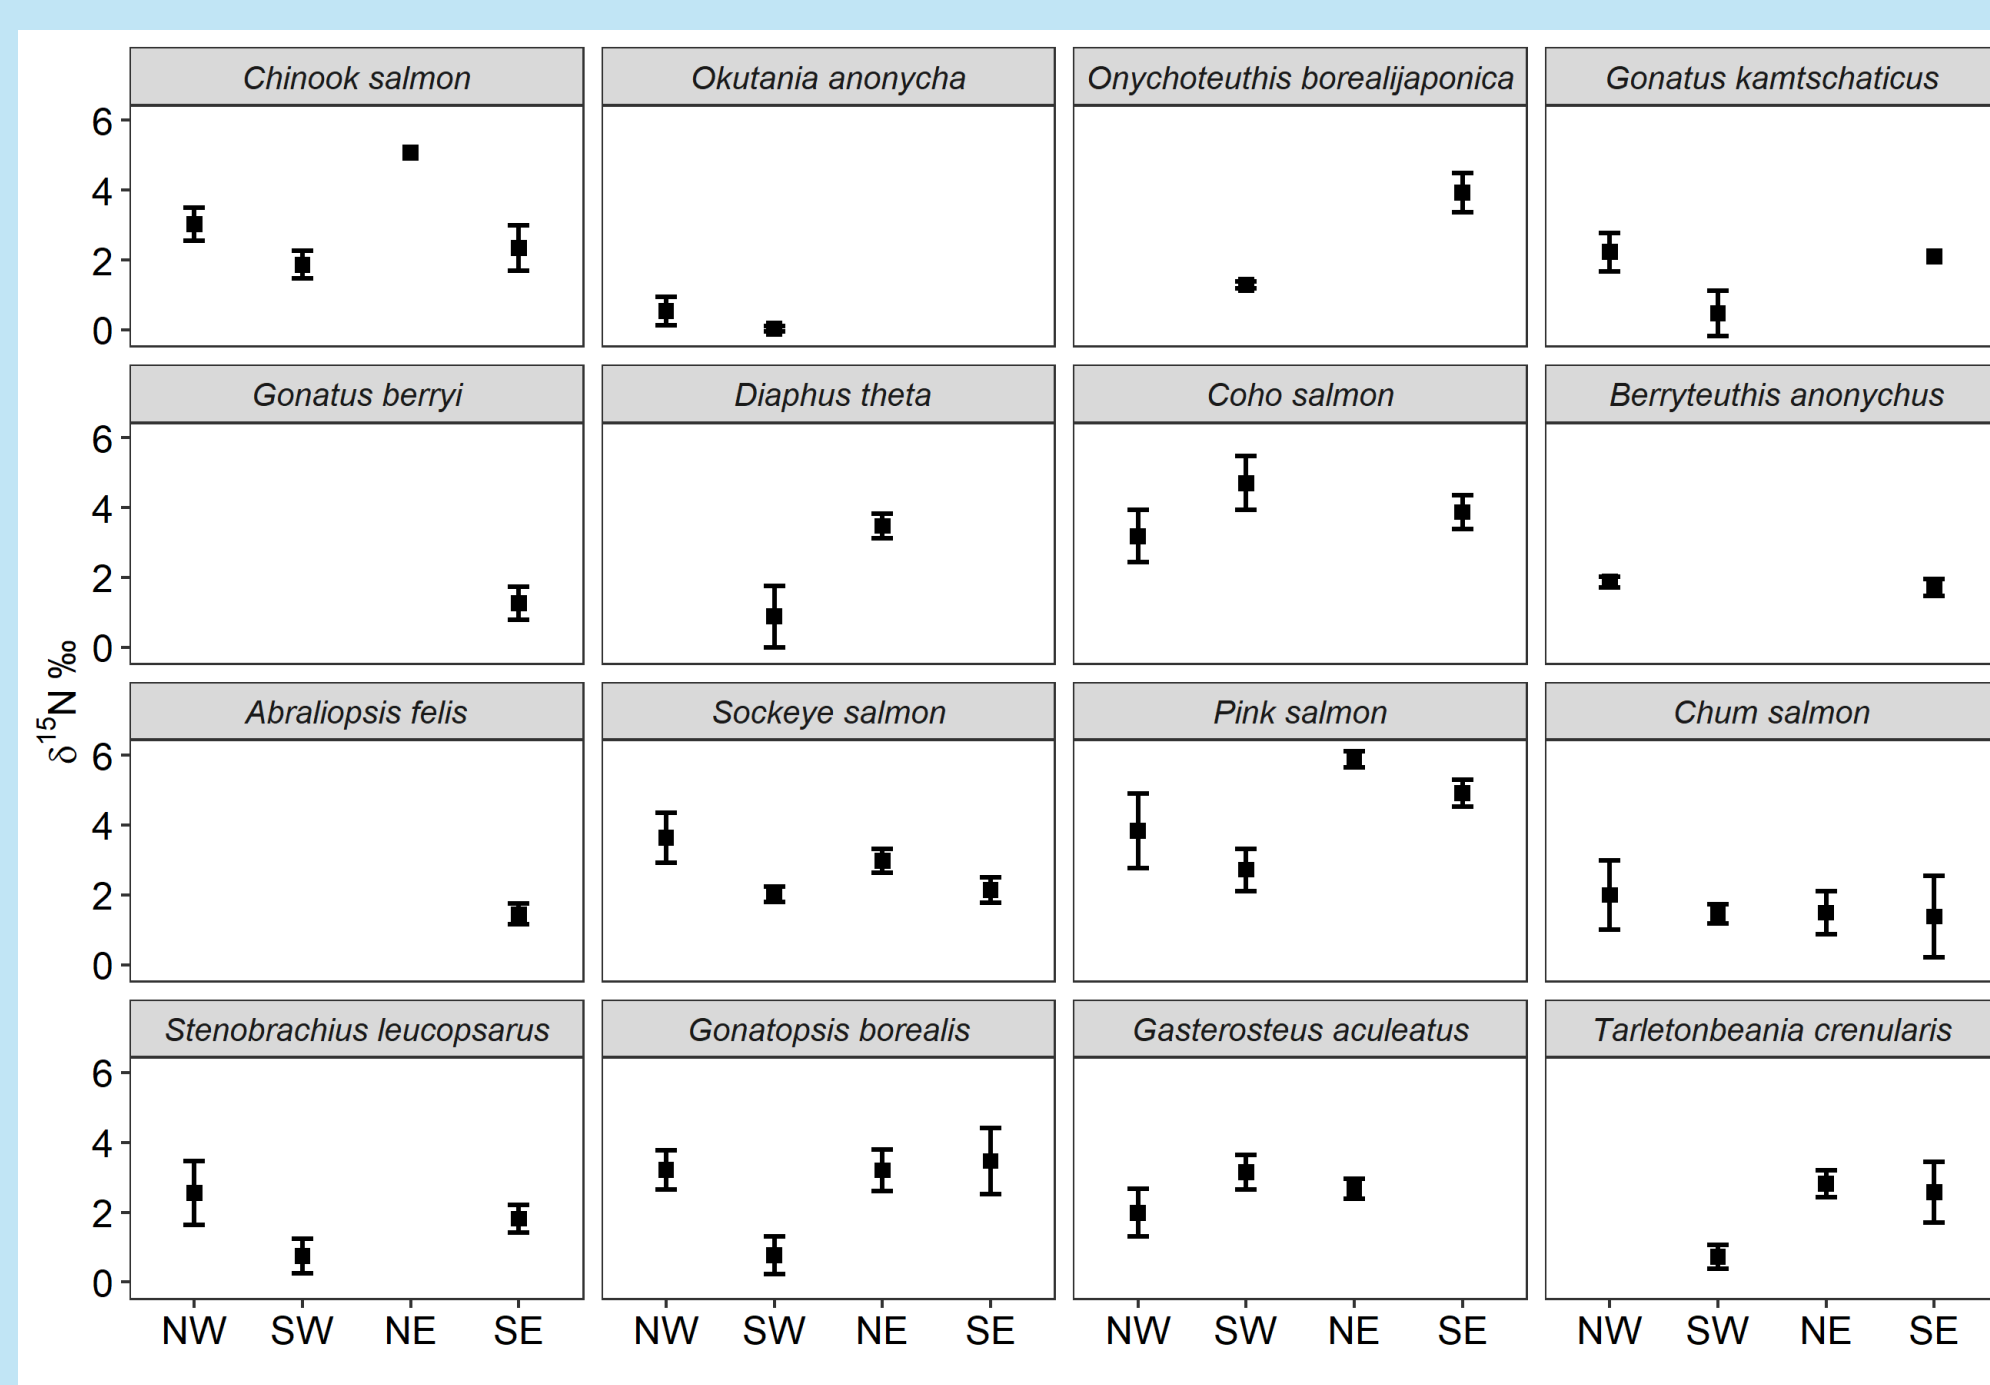 Chinook salmon
Okutania anonycha
Onychoteuthis borealijaponica
Gonatus kamtschaticus
6
4
2
0
Gonatus berryi
Diaphus theta
Coho salmon
Berryteuthis anonychus
6
4
2
0
δ15N ‰
Abraliopsis felis
Sockeye salmon
Pink salmon
Chum salmon
6
4
2
0
Stenobrachius leucopsarus
Gonatopsis borealis
Gasterosteus aculeatus
Tarletonbeania crenularis
6
4
2
0
NW SW NE SE NW SW NE SE NW SW NE SE NW SW NE SE